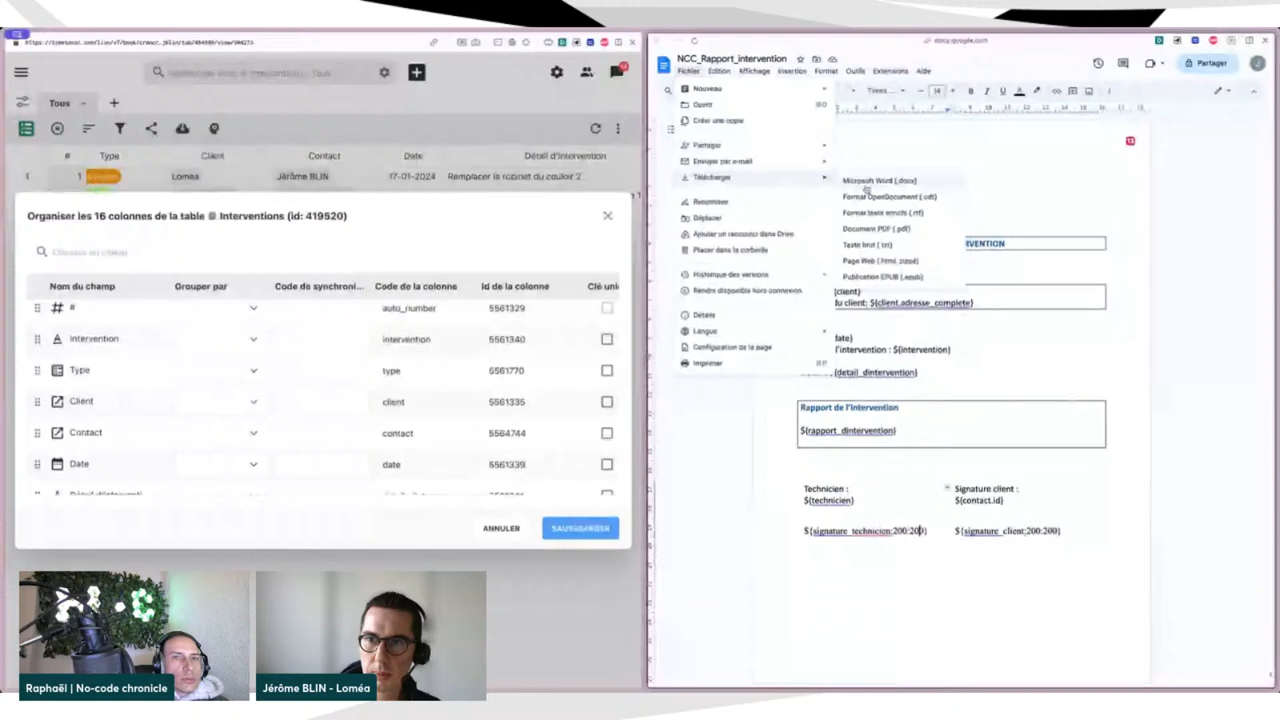 Tous
# Type Client Contact Date Détail d'intervention
1 Loméa Jérôme BLIN 17-01-2024 Remplacer le robinet du couloir 2
Organiser les 16 colonnes de la table Interventions (id: 419520)
Nom du champ Grouper par Code de synchroni... Code de la colonne Id de la colonne Clé uni
# auto_number 5561329
Intervention intervention 5561340
Type type 5561770
Client client 5561335
Contact contact 5564744
Date date 5561339
ANNULER SAUVEGARDER
docs.google.com
NCC_Rapport_intervention
Partager
Fichier Édition Affichage Insertion Format Outils Extensions Aide
Times... 14
Nouveau
Ouvrir
Créer une copie
Partager
Envoyer par e-mail
Télécharger
Renommer
Déplacer
Ajouter un raccourci dans Drive
Placer dans la corbeille
Historique des versions
Rendre disponible hors connexion
Détails
Langue
Configuration de la page
Imprimer
Microsoft Word (.docx)
Format OpenDocument (.odt)
Format texte enrichi (.rtf)
Document PDF (.pdf)
Texte brut (.txt)
Page Web (.html, zippé)
Publication EPUB (.epub)
RVENTION
{client}
du client: ${client.adresse_complete}
date}
l'intervention : ${intervention}
{detail_dintervention}
Rapport de l'intervention
${rapport_dintervention}
Technicien :
${technicien}
Signature client :
${contact.id}
${signature_technicien;200:200}
${signature_client;200:200}
Raphaël | No-code chronicle
Jérôme BLIN - Loméa